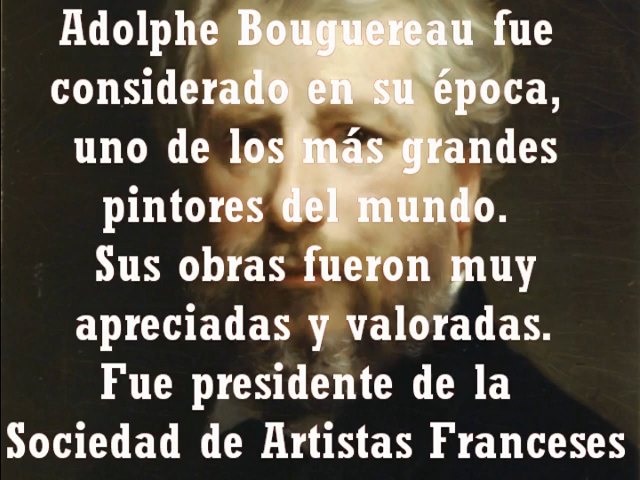 Adolphe Bouguereau fue
considerado en su época,
uno de los más grandes
pintores del mundo.
Sus obras fueron muy
apreciadas y valoradas.
Fue presidente de la
Sociedad de Artistas Franceses